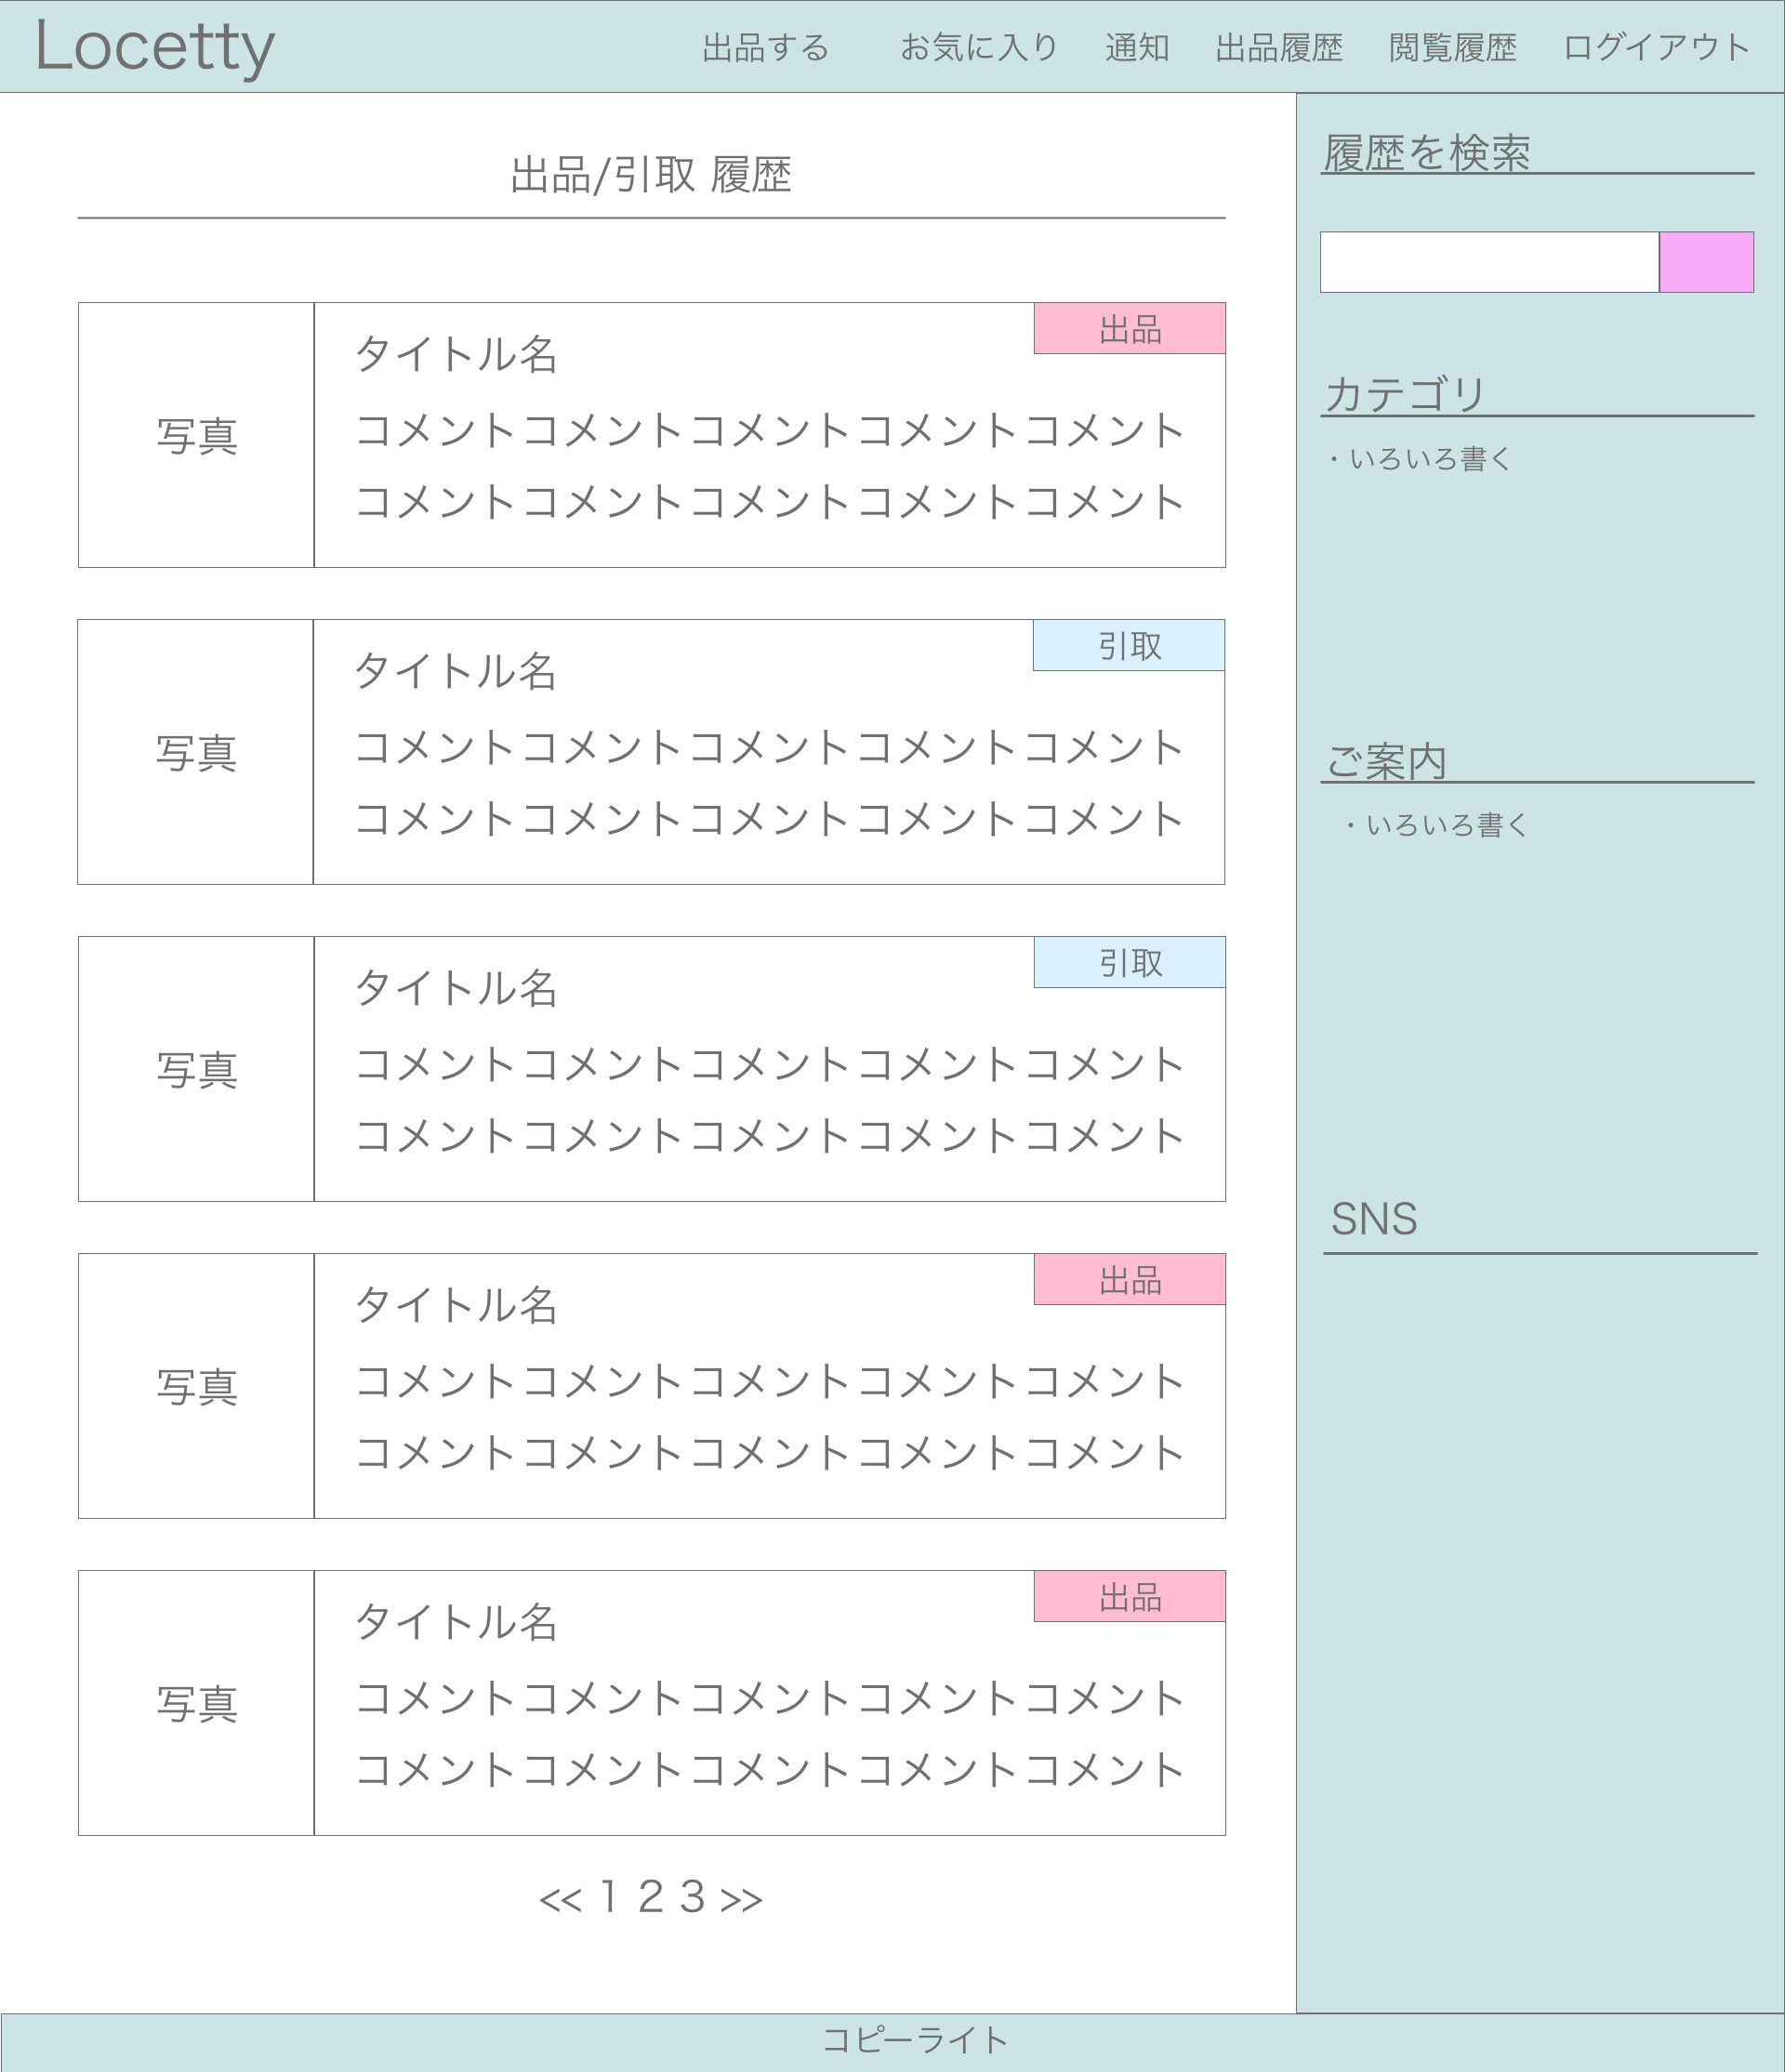 Locetty
出品する お気に入り 通知 出品履歴 閲覧履歴 ログイアウト
出品/引取 履歴
写真
タイトル名
出品
コメントコメントコメントコメントコメント
コメントコメントコメントコメントコメント
写真
タイトル名
引取
コメントコメントコメントコメントコメント
コメントコメントコメントコメントコメント
写真
タイトル名
引取
コメントコメントコメントコメントコメント
コメントコメントコメントコメントコメント
写真
タイトル名
出品
コメントコメントコメントコメントコメント
コメントコメントコメントコメントコメント
写真
タイトル名
出品
コメントコメントコメントコメントコメント
コメントコメントコメントコメントコメント
<< 1 2 3 >>
履歴を検索
カテゴリ
・いろいろ書く
ご案内
・いろいろ書く
SNS
コピーライト